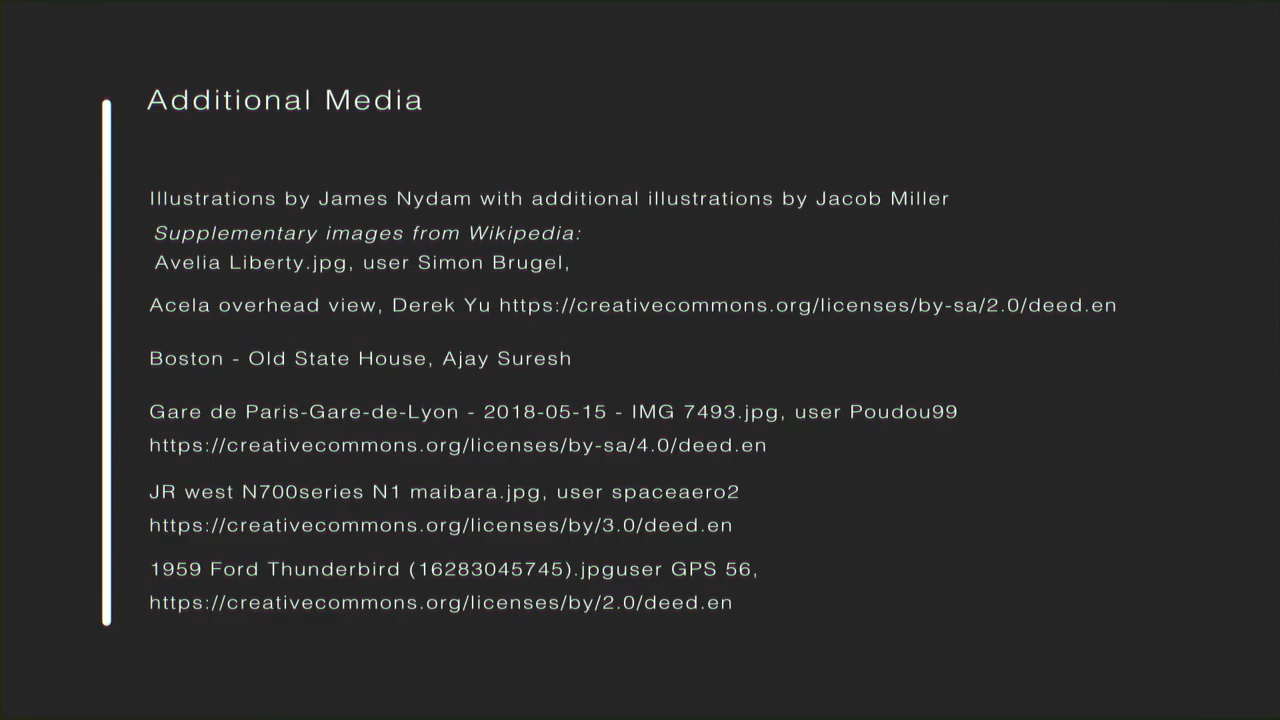 Additional Media
Illustrations by James Nydam with additional illustrations by Jacob Miller
Supplementary images from Wikipedia:
Avelia Liberty.jpg, user Simon Brugel,
Acela overhead view, Derek Yu https://creativecommons.org/licenses/by-sa/2.0/deed.en
Boston - Old State House, Ajay Suresh
Gare de Paris-Gare-de-Lyon - 2018-05-15 - IMG 7493.jpg, user Poudou99
https://creativecommons.org/licenses/by-sa/4.0/deed.en
JR west N700series N1 maibara.jpg, user spaceaero2
https://creativecommons.org/licenses/by/3.0/deed.en
1959 Ford Thunderbird (16283045745).jpguser GPS 56,
https://creativecommons.org/licenses/by/2.0/deed.en